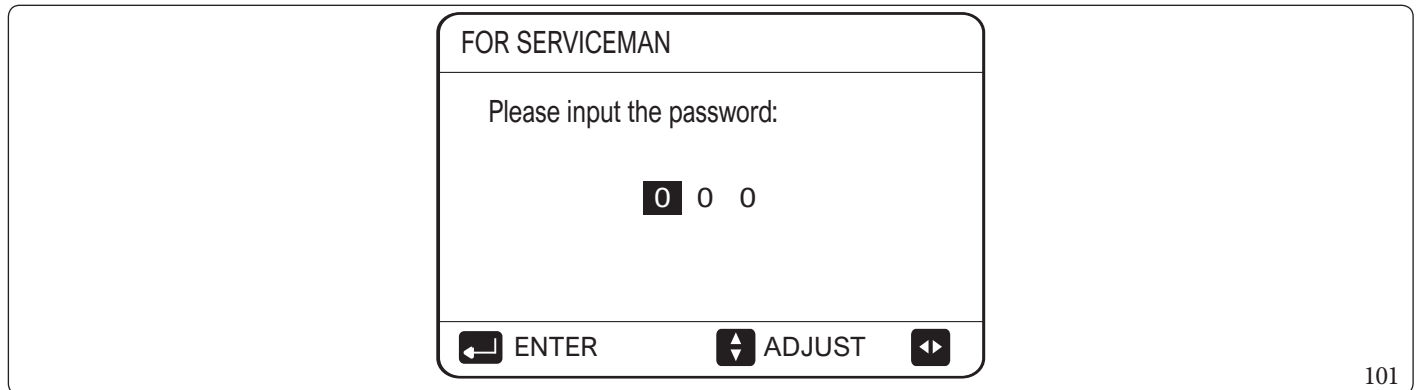 FOR SERVICEMAN
Please input the password:
0 0 0
ENTER ADJUST
101